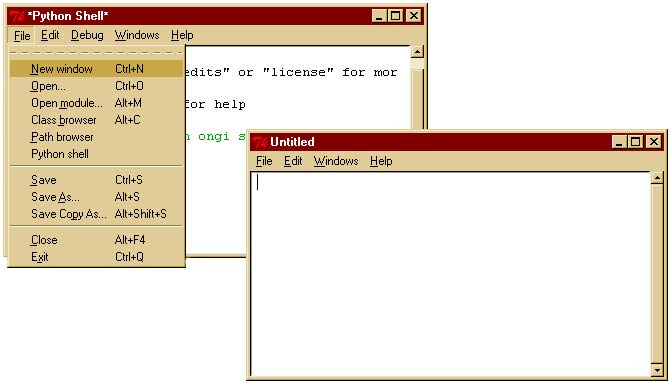 *Python Shell*
File Edit Debug Windows Help
New window Ctrl+N
Open... Ctrl+O
Open module... Alt+M
Class browser Alt+C
Path browser
Python shell
Save Ctrl+S
Save As... Alt+S
Save Copy As... Alt+Shift+S
Close Alt+F4
Exit Ctrl+Q
edits" or "license" for mor
for help
n ongi s
Untitled
File Edit Windows Help